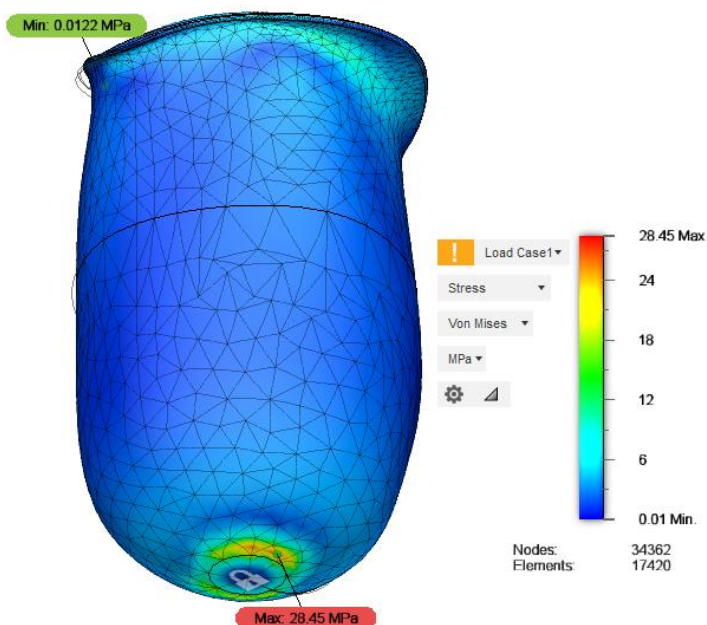 Min: 0.0122 MPa
Load Case1
Stress
Von Mises
MPa
28.45 Max.
24
18
12
6
0.01 Min.
Nodes: 34362
Elements: 17420
Max: 28.45 MPa